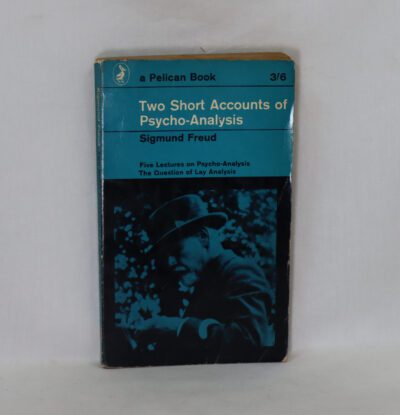 a Pelican Book 3/6
Two Short Accounts of
Psycho-Analysis
Sigmund Freud
Five Lectures on Psycho-Analysis
The Question of Lay Analysis